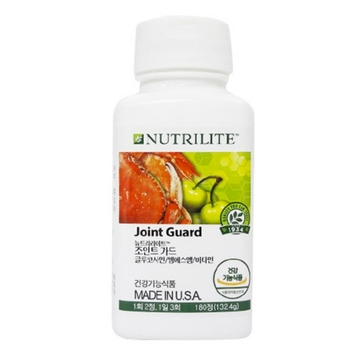 NUTRILITE™
Joint Guard
뉴트리라이트™
조인트 가드
글루코사민/엠에스엠/비타민
건강기능식품
MADE IN U.S.A.
1회 2정, 1일 3회 180정(132.4g)
1934
건강
기능식품